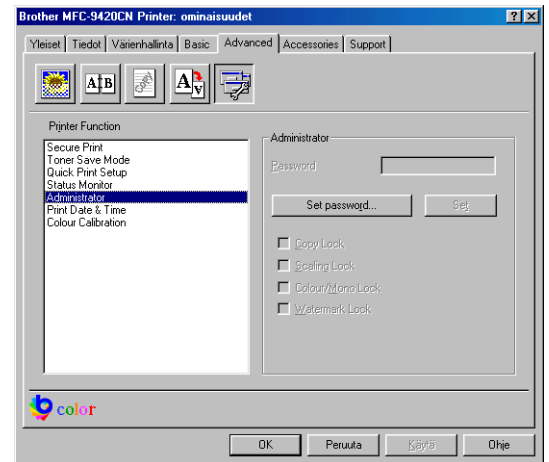 Brother MFC-9420CN Printer: ominaisuudet
Yleiset Tiedot Värienhallinta Basic Advanced Accessories Support
A B A A
Printer Function
Secure Print
Toner Save Mode
Quick Print Setup
Status Monitor
Administrator
Print Date & Time
Colour Calibration
Administrator
Password
Set password... Set
Copy Lock
Scaling Lock
Colour/Mono Lock
Watermark Lock
b color
OK Peruuta Käytä Ohje